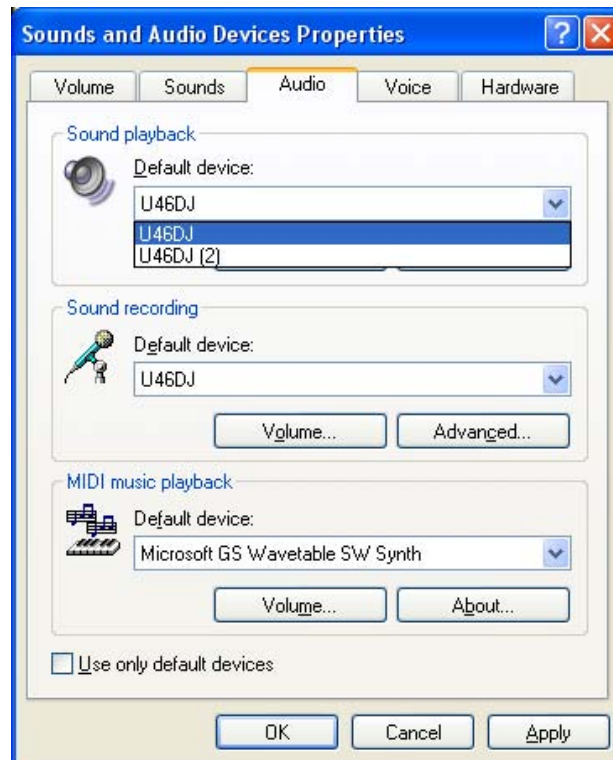 Sounds and Audio Devices Properties
Volume Sounds Audio Voice Hardware
Sound playback
Default device:
U46DJ
U46DJ
U46DJ (2)
Sound recording
Default device:
U46DJ
Volume... Advanced...
MIDI music playback
Default device:
Microsoft GS Wavetable SW Synth
Volume... About...
Use only default devices
OK Cancel Apply